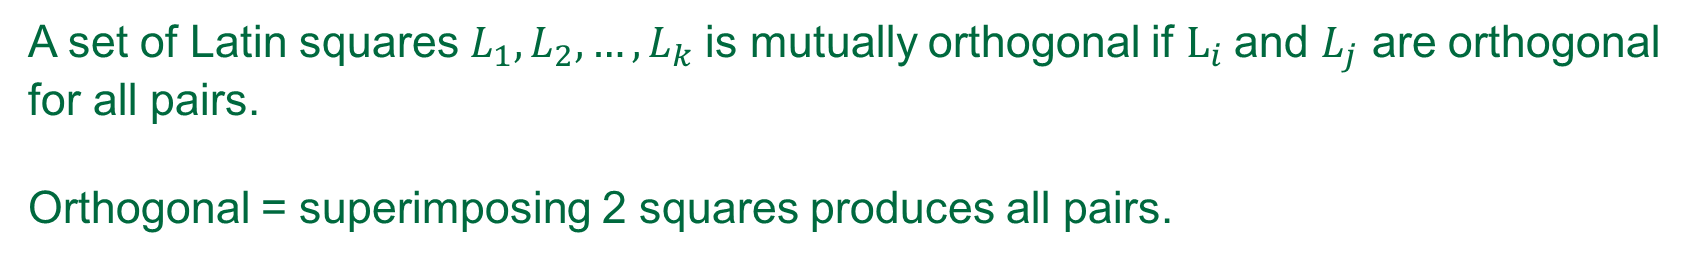 A set of Latin squares L₁, L₂, … , Lₖ is mutually orthogonal if Lᵢ and Lⱼ are orthogonal
for all pairs.
Orthogonal = superimposing 2 squares produces all pairs.